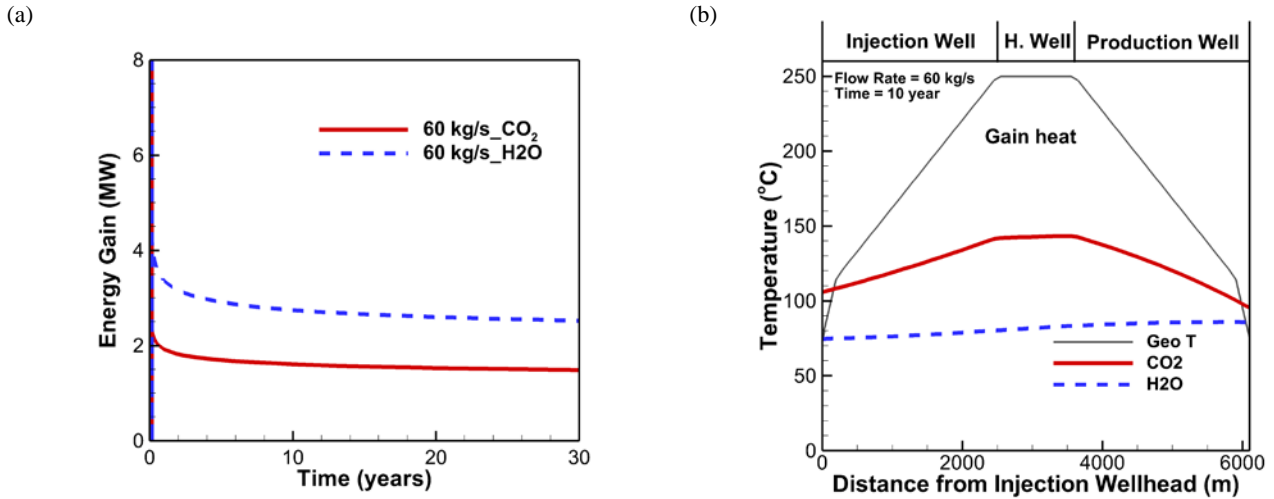 (a)
8
6
4
2
0
Energy Gain (MW)
60 kg/s_CO2
60 kg/s_H2O
0 10 20 30
Time (years)
(b)
Injection Well H. Well Production Well
250
200
150
100
50
0
Temperature (°C)
Flow Rate = 60 kg/s
Time = 10 year
Gain heat
Geo T
CO2
H2O
0 2000 4000 6000
Distance from Injection Wellhead (m)